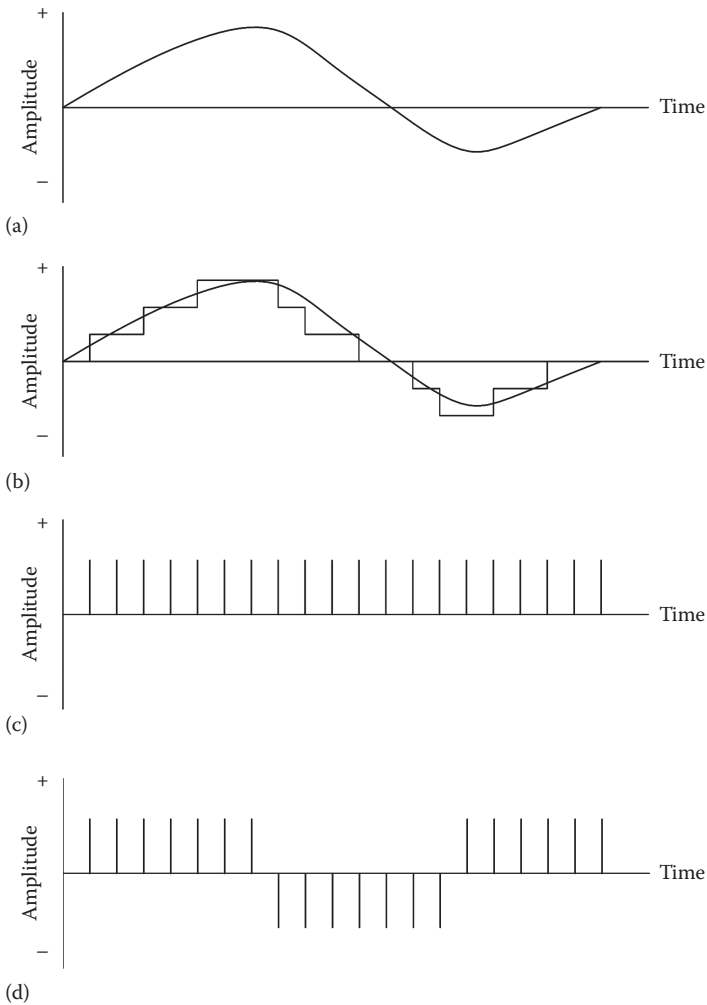 +
Amplitude
Time
–
(a)
+
Amplitude
Time
–
(b)
+
Amplitude
Time
–
(c)
+
Amplitude
Time
–
(d)